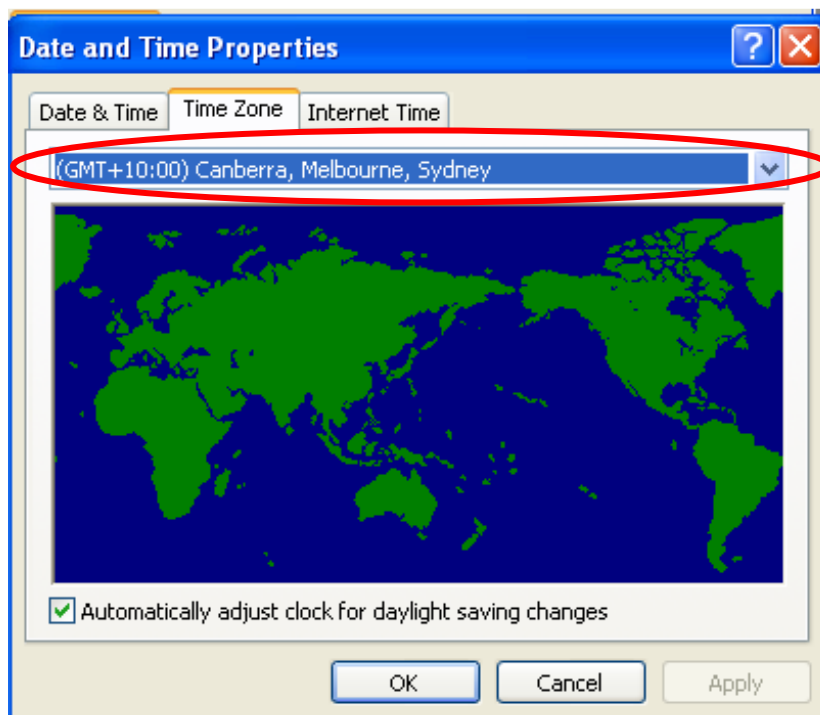 Date and Time Properties
Date & Time Time Zone Internet Time
(GMT+10:00) Canberra, Melbourne, Sydney
Automatically adjust clock for daylight saving changes
OK Cancel Apply